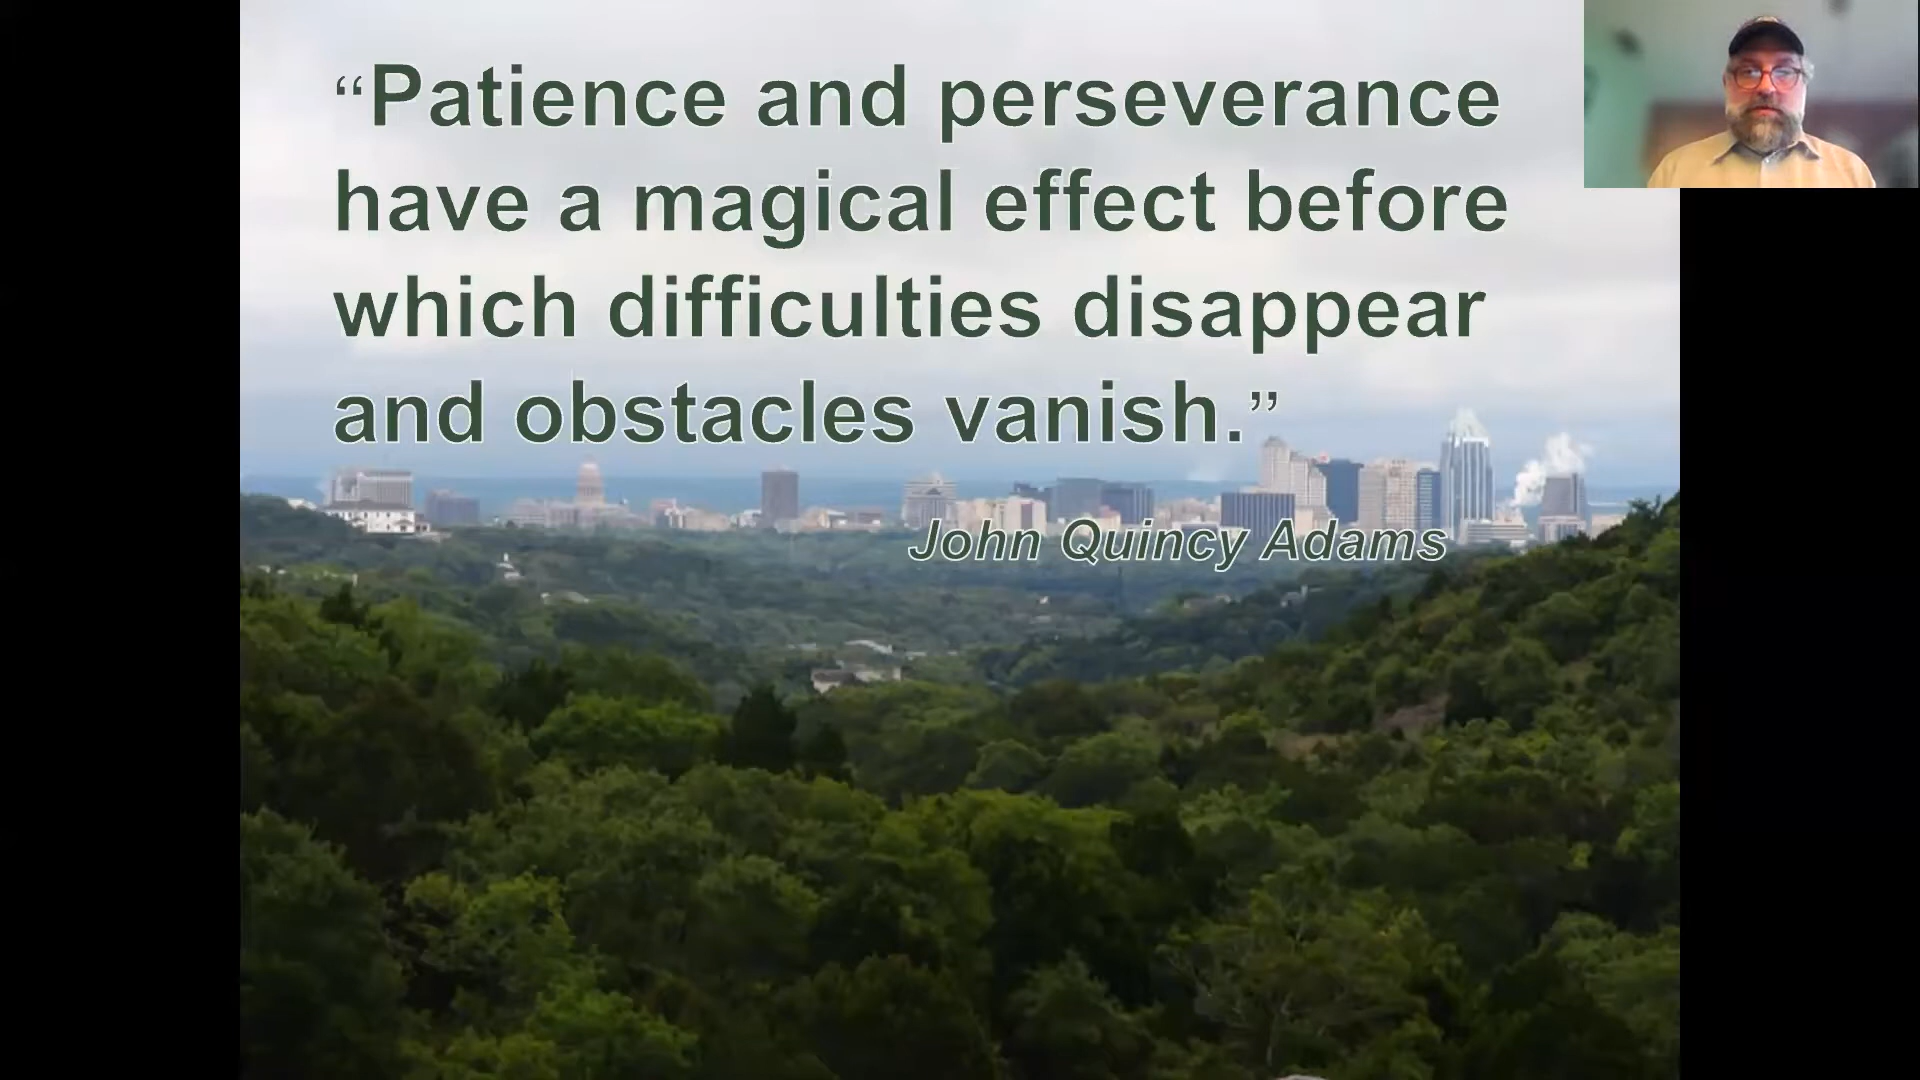 “Patience and perseverance
have a magical effect before
which difficulties disappear
and obstacles vanish.”
John Quincy Adams